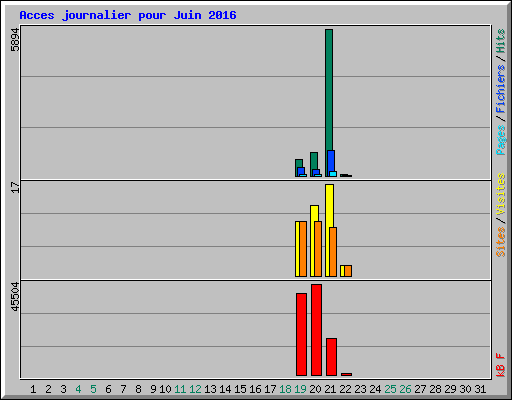 Acces journalier pour Juin 2016
5894
17
45504
Pages / Fichiers / Hits
Sites / Visites
kB F
1 2 3 4 5 6 7 8 9 10 11 12 13 14 15 16 17 18 19 20 21 22 23 24 25 26 27 28 29 30 31